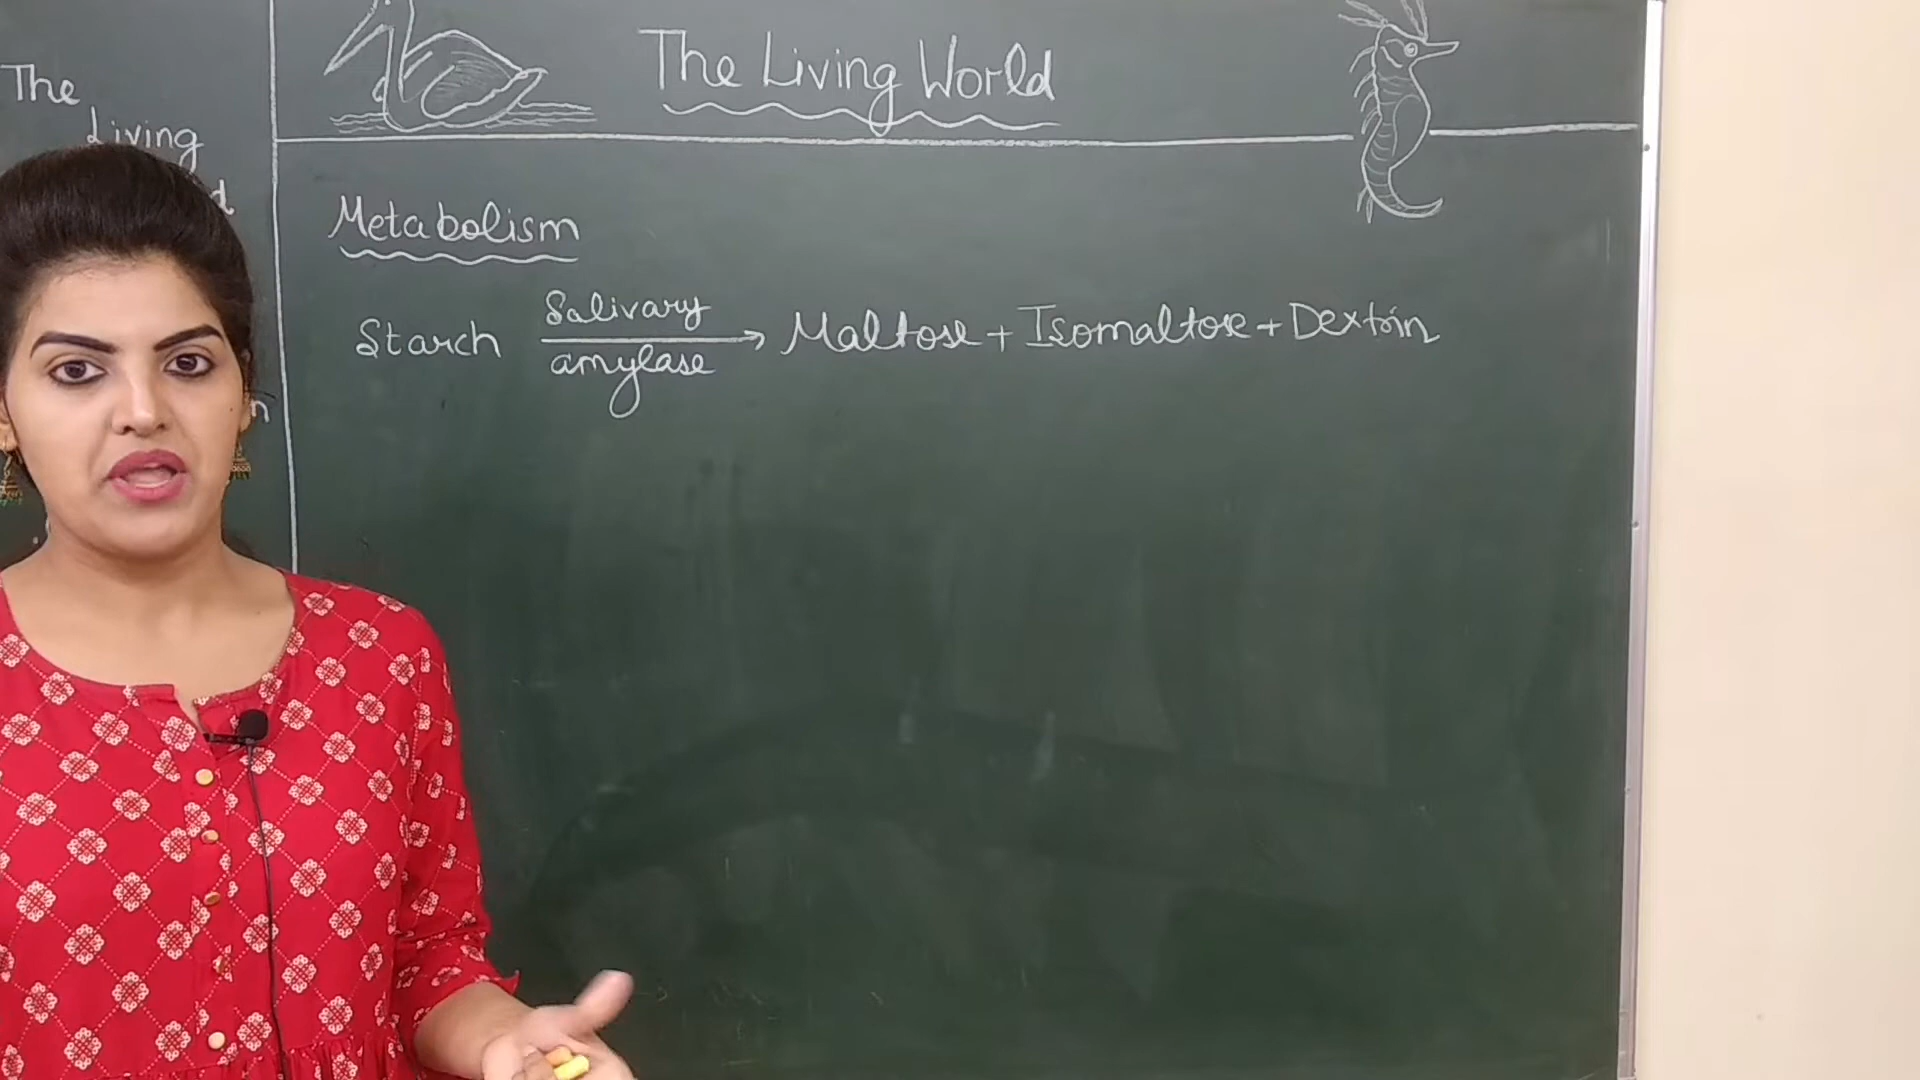 The
Living
The Living World
Metabolism
Starch Salivary amylase → Maltose + Isomaltose + Dextrin